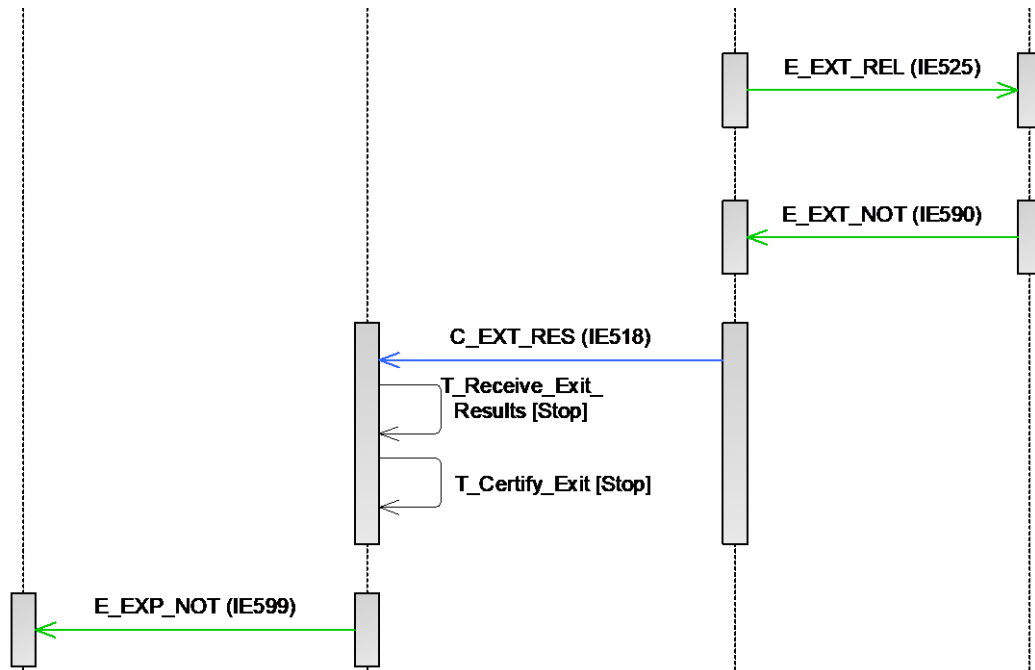 E_EXT_REL (IE525)
E_EXT_NOT (IE590)
C_EXT_RES (IE518)
T_Receive_Exit_
Results [Stop]
T_Certify_Exit [Stop]
E_EXP_NOT (IE599)